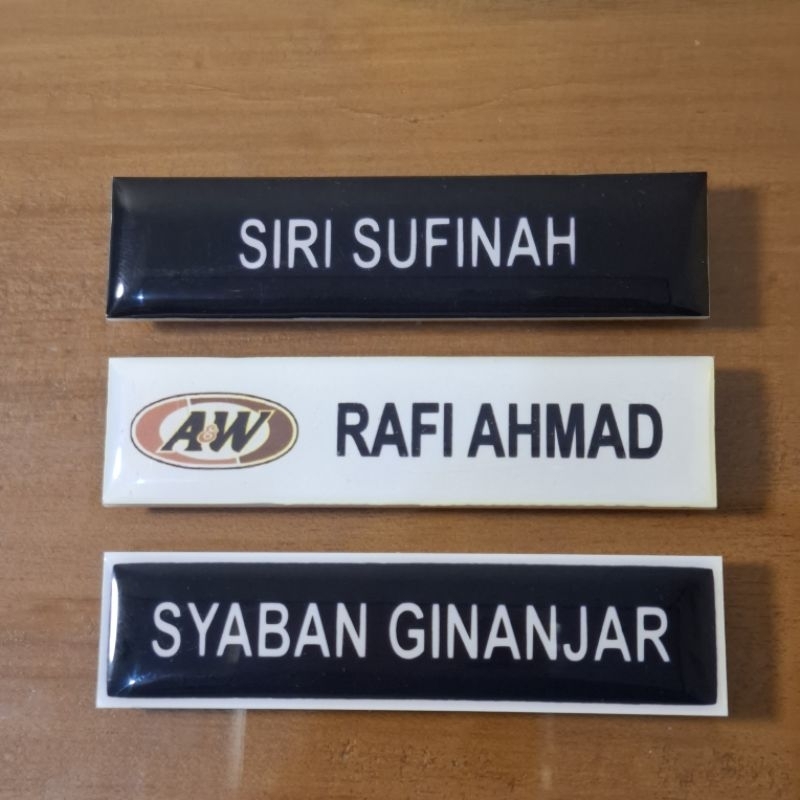 SIRI SUFINAH
A&W RAFI AHMAD
SYABAN GINANJAR